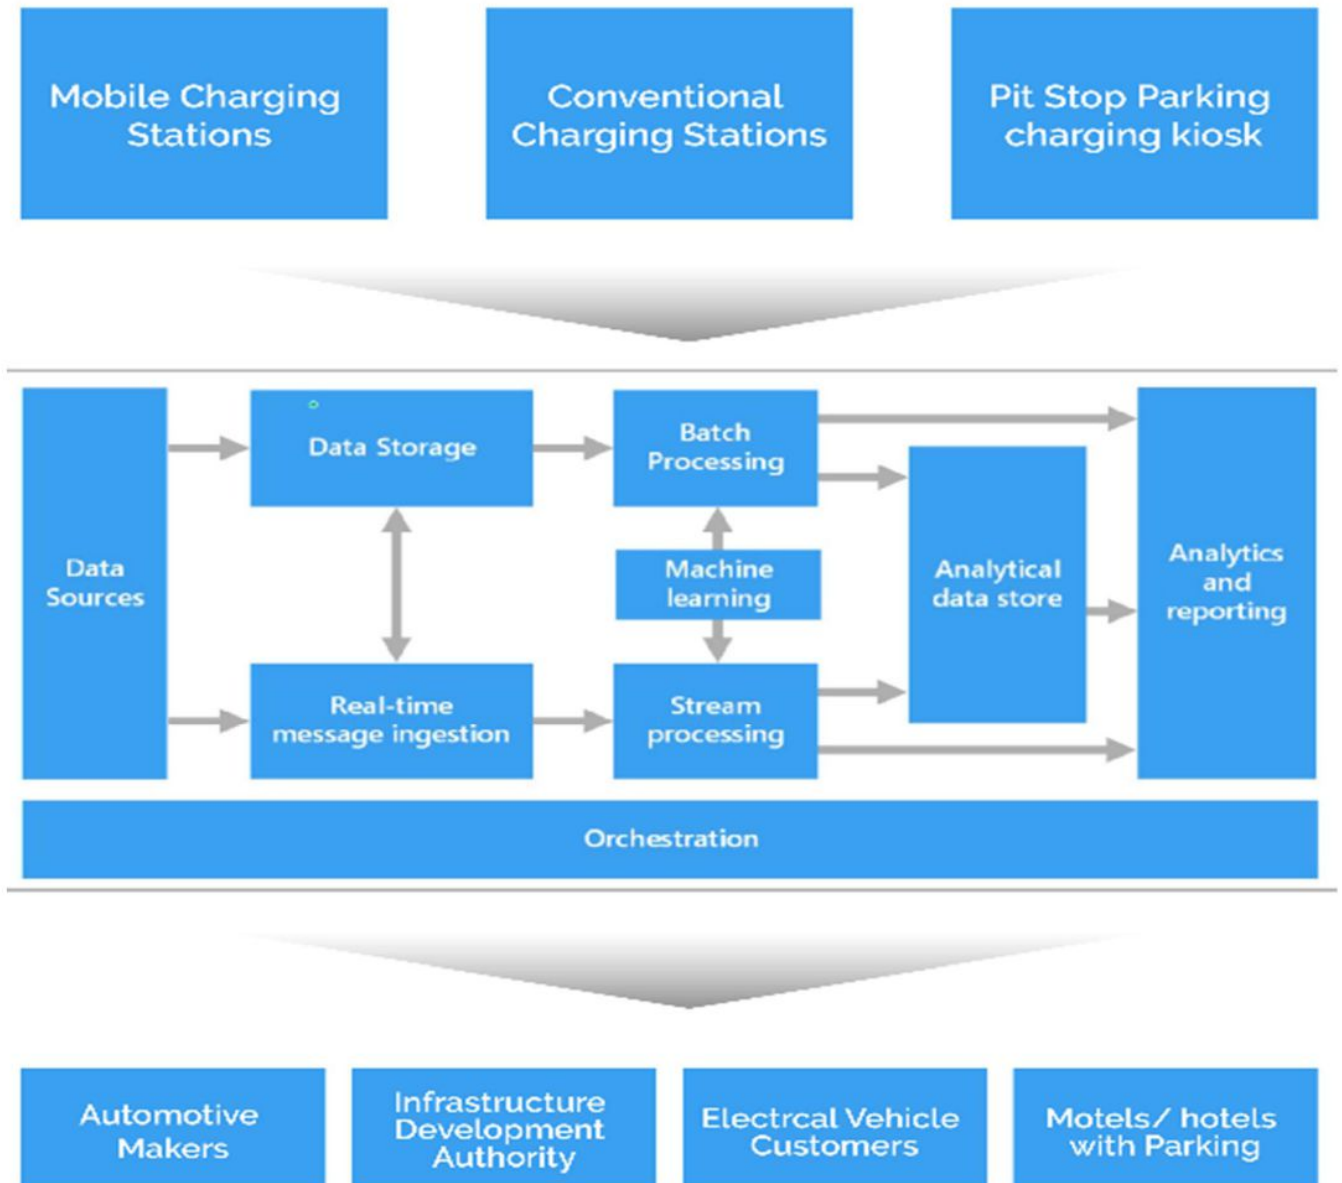 Mobile Charging
Stations
Conventional
Charging Stations
Pit Stop Parking
charging kiosk
Data
Sources
Data Storage
Real-time
message ingestion
Batch
Processing
Machine
learning
Stream
processing
Analytical
data store
Analytics
and
reporting
Orchestration
Automotive
Makers
Infrastructure
Development
Authority
Electrcal Vehicle
Customers
Motels/ hotels
with Parking